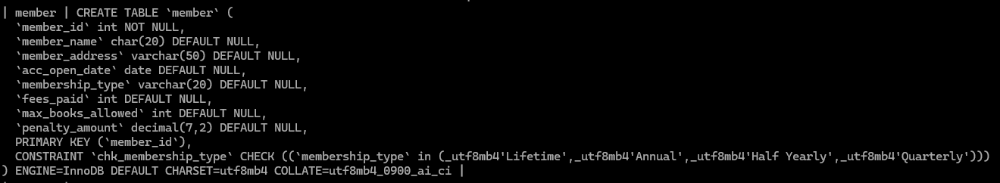 | member | CREATE TABLE `member` (
  `member_id` int NOT NULL,
  `member_name` char(20) DEFAULT NULL,
  `member_address` varchar(50) DEFAULT NULL,
  `acc_open_date` date DEFAULT NULL,
  `membership_type` varchar(20) DEFAULT NULL,
  `fees_paid` int DEFAULT NULL,
  `max_books_allowed` int DEFAULT NULL,
  `penalty_amount` decimal(7,2) DEFAULT NULL,
  PRIMARY KEY (`member_id`),
  CONSTRAINT `chk_membership_type` CHECK ((`membership_type` in (_utf8mb4'Lifetime',_utf8mb4'Annual',_utf8mb4'Half Yearly',_utf8mb4'Quarterly')))
) ENGINE=InnoDB DEFAULT CHARSET=utf8mb4 COLLATE=utf8mb4_0900_ai_ci |